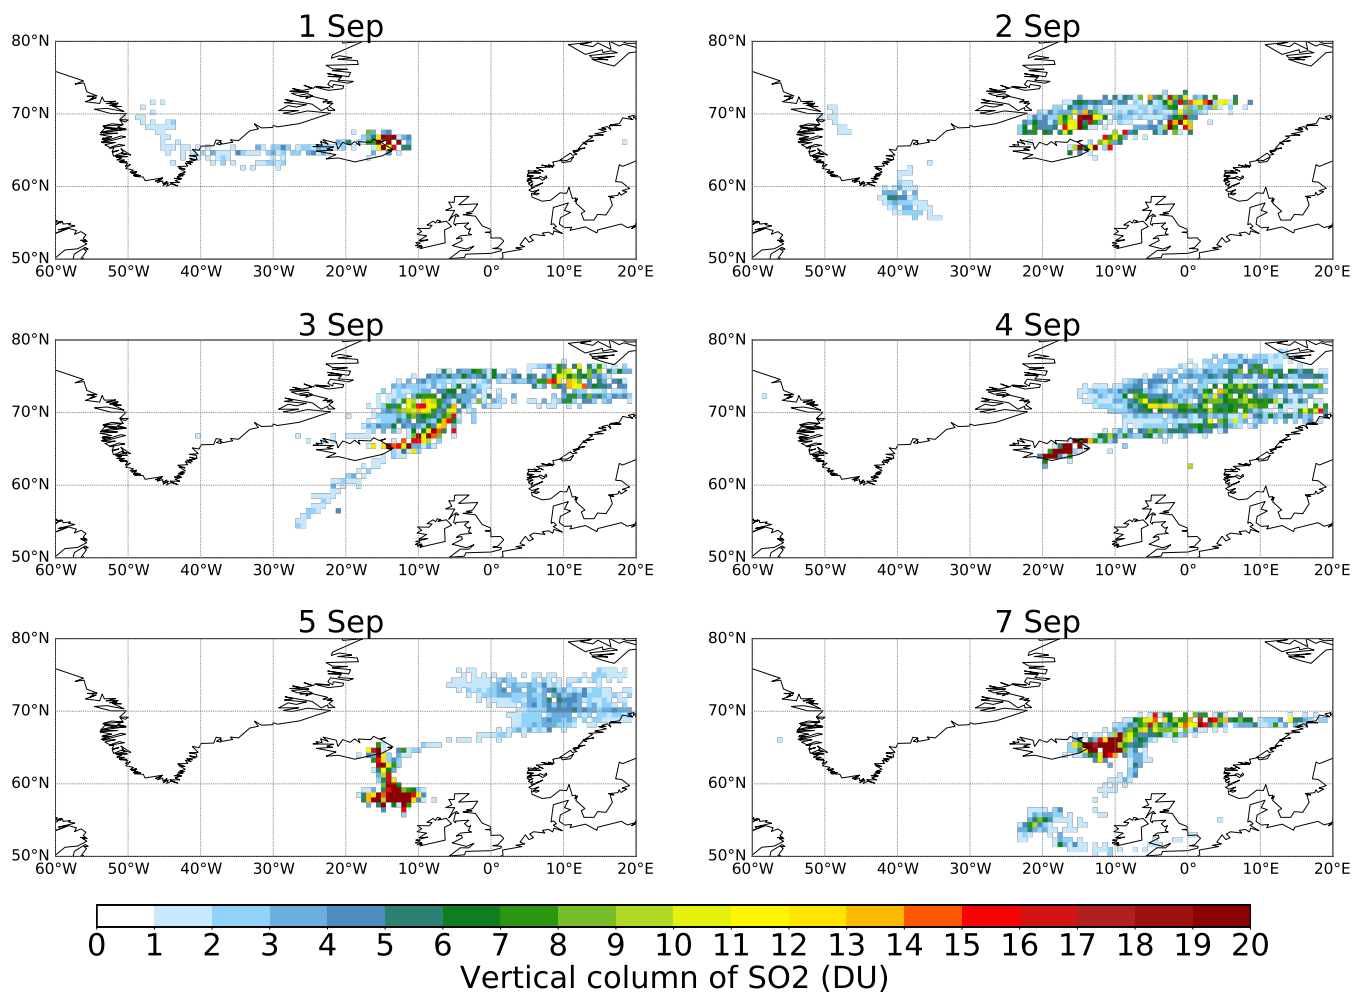 1 Sep 2 Sep
80°N 80°N
70°N 70°N
60°N 60°N
50°N 50°N
60°W 50°W 40°W 30°W 20°W 10°W 0° 10°E 20°E 60°W 50°W 40°W 30°W 20°W 10°W 0° 10°E 20°E
3 Sep 4 Sep
80°N 80°N
70°N 70°N
60°N 60°N
50°N 50°N
60°W 50°W 40°W 30°W 20°W 10°W 0° 10°E 20°E 60°W 50°W 40°W 30°W 20°W 10°W 0° 10°E 20°E
5 Sep 7 Sep
80°N 80°N
70°N 70°N
60°N 60°N
50°N 50°N
60°W 50°W 40°W 30°W 20°W 10°W 0° 10°E 20°E 60°W 50°W 40°W 30°W 20°W 10°W 0° 10°E 20°E
0 1 2 3 4 5 6 7 8 9 10 11 12 13 14 15 16 17 18 19 20
Vertical column of SO2 (DU)